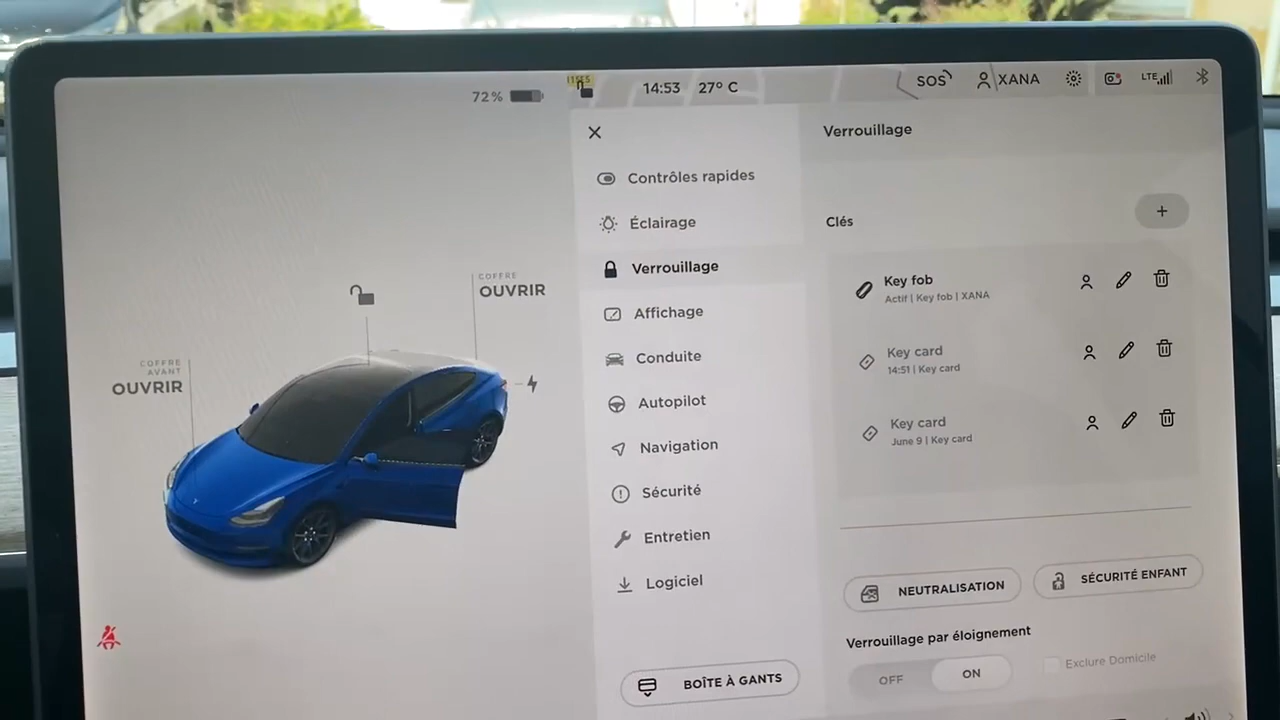 72%
14:53 27° C
SOS
XANA
LTE
Verrouillage
Contrôles rapides
Éclairage
Verrouillage
Affichage
Conduite
Autopilot
Navigation
Sécurité
Entretien
Logiciel
BOÎTE À GANTS
COFFRE
OUVRIR
COFFRE
AVANT
OUVRIR
Clés
+
Key fob
Actif | Key fob | XANA
Key card
14:51 | Key card
Key card
June 9 | Key card
NEUTRALISATION
SÉCURITÉ ENFANT
Verrouillage par éloignement
OFF
ON
Exclure Domicile